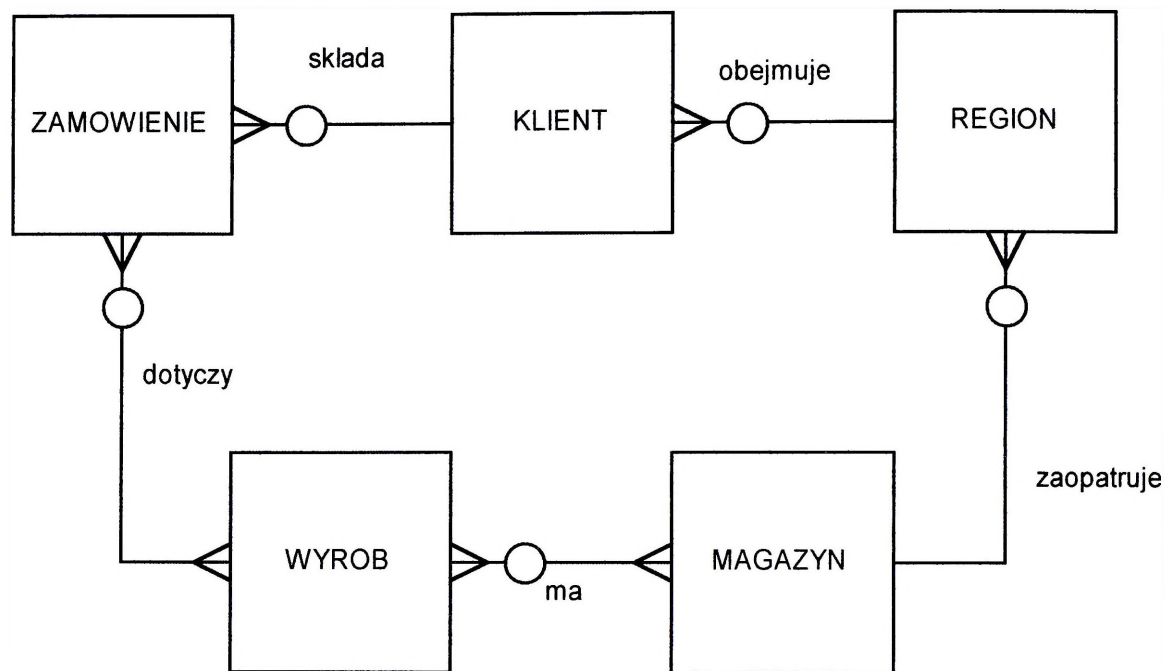 sklada
obejmuje
ZAMOWIENIE
KLIENT
REGION
dotyczy
zaopatruje
WYROB
ma
MAGAZYN